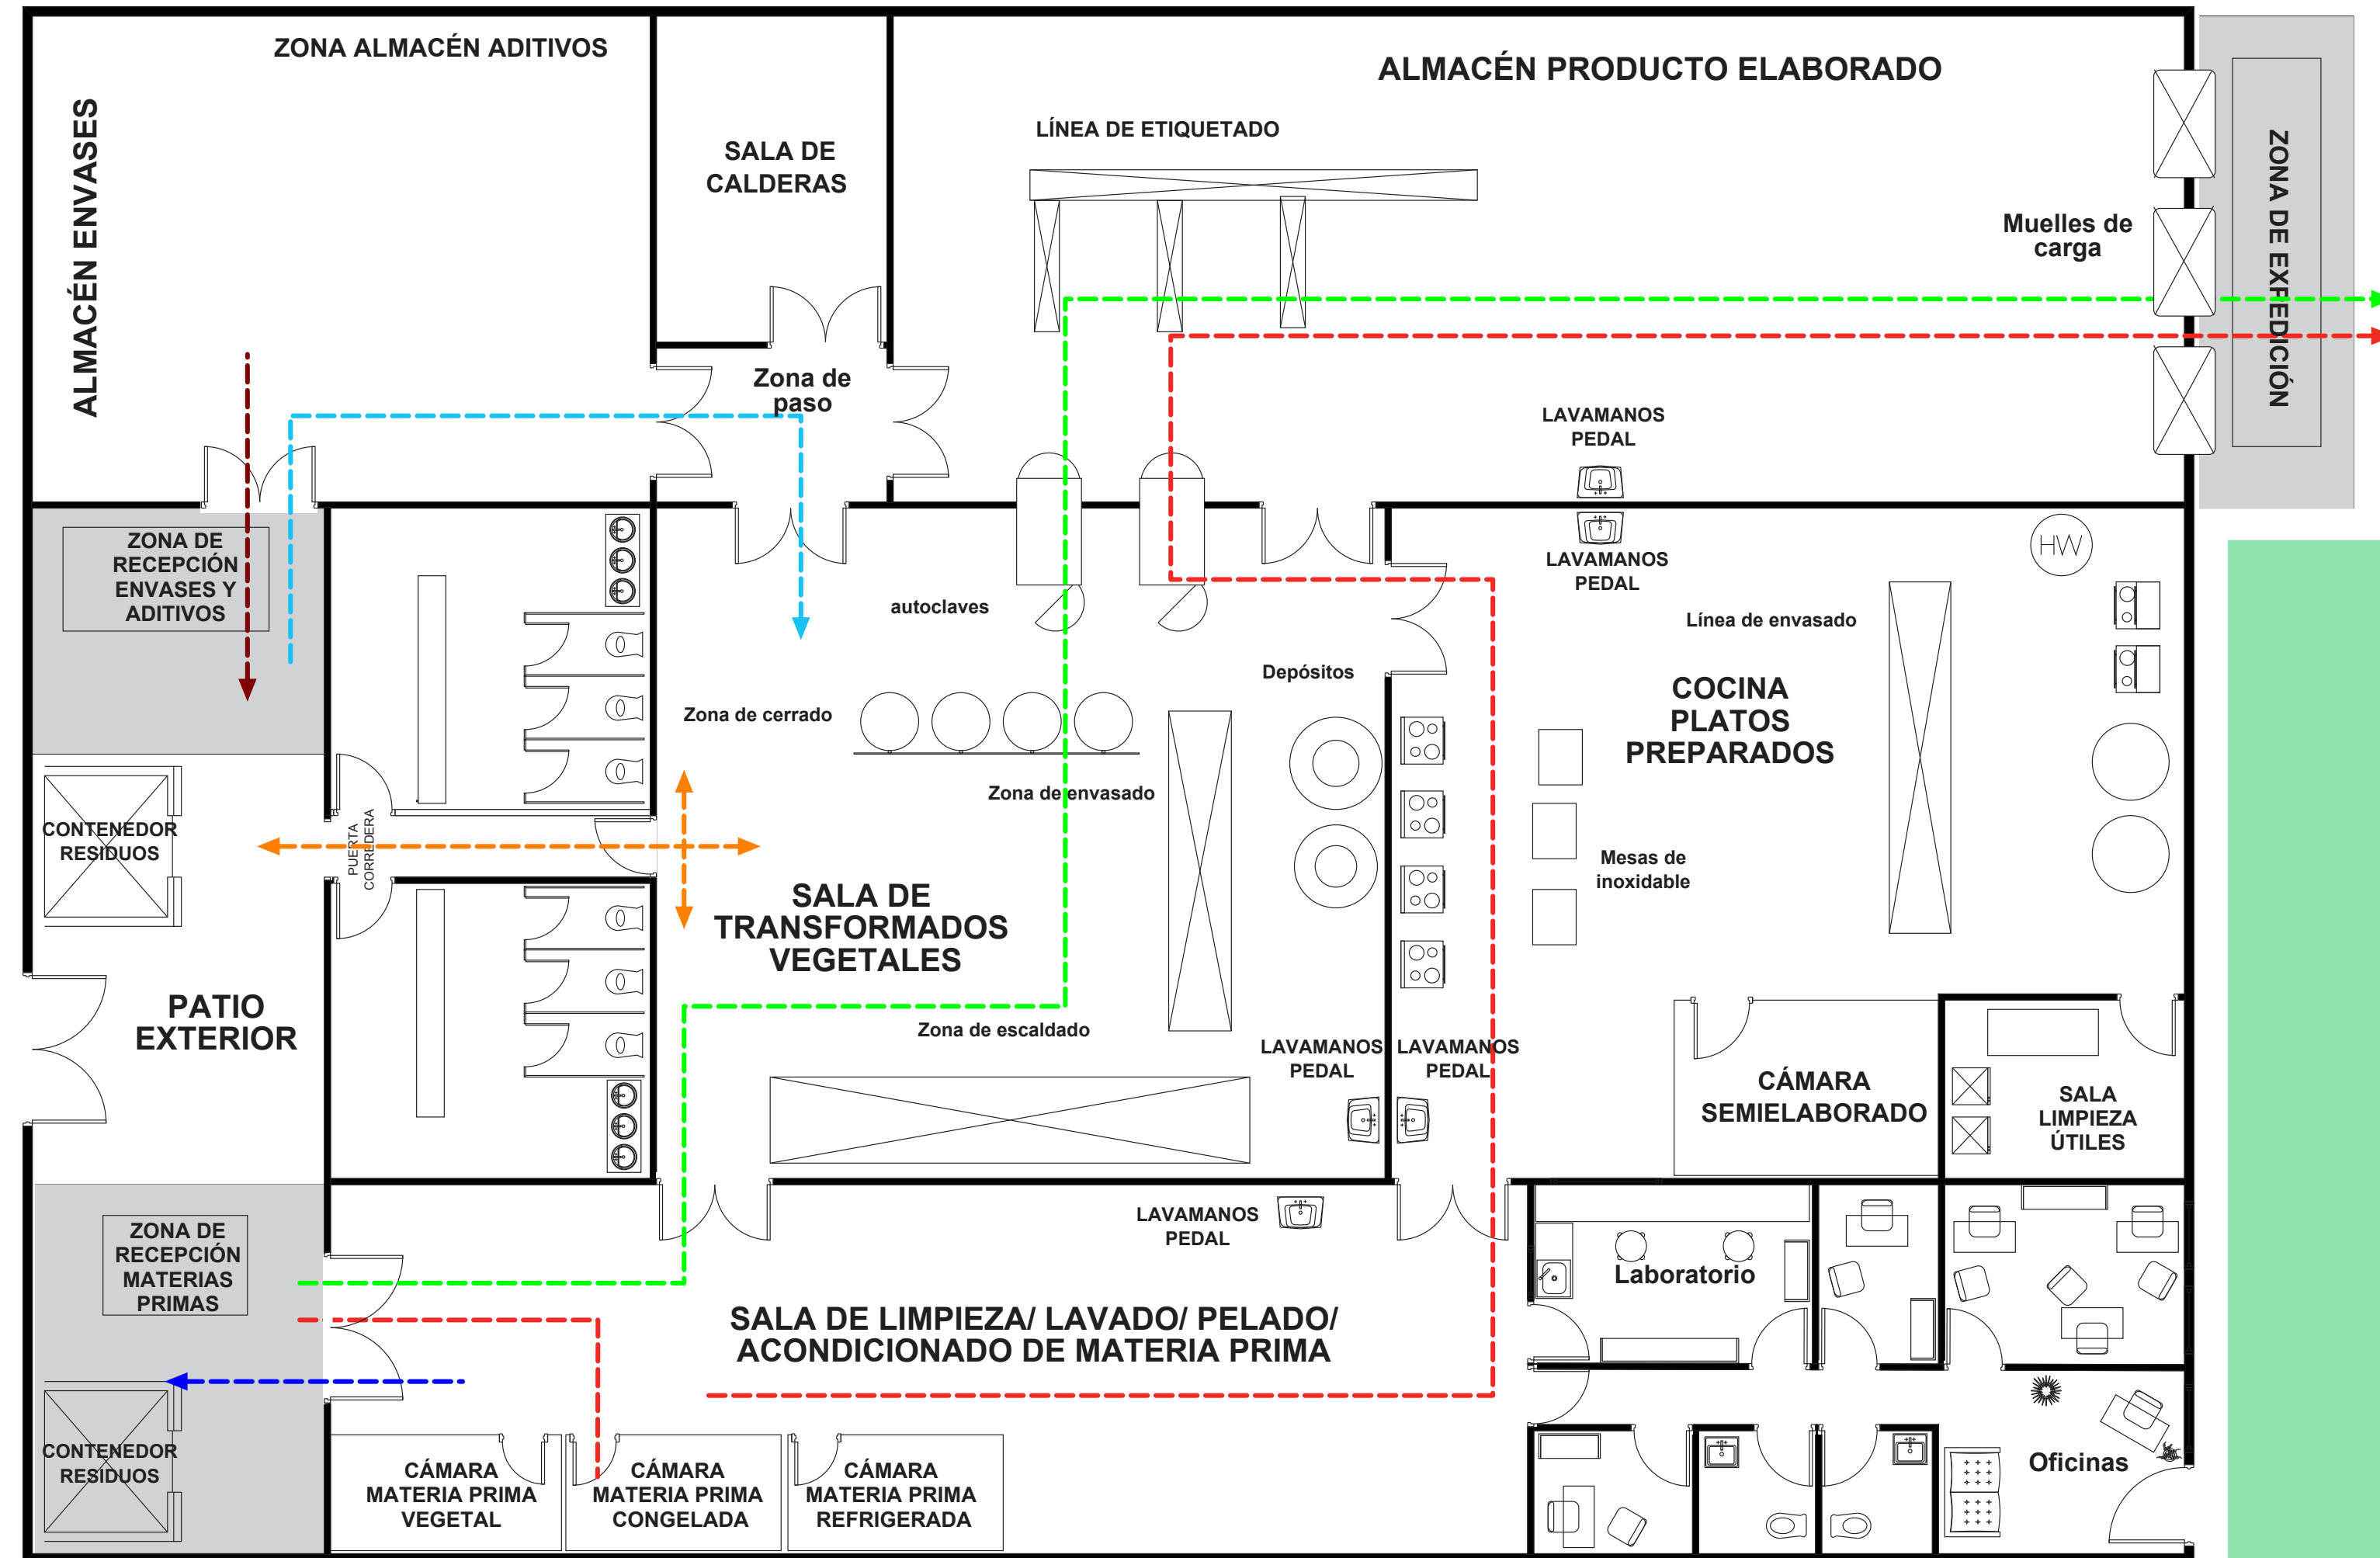 ZONA ALMACÉN ADITIVOS
ALMACÉN ENVASES
SALA DE
CALDERAS
ALMACÉN PRODUCTO ELABORADO
LÍNEA DE ETIQUETADO
Muelles de
carga
ZONA DE EXPEDICIÓN
Zona de
paso
LAVAMANOS
PEDAL
LAVAMANOS
PEDAL
HW
ZONA DE
RECEPCIÓN
ENVASES Y
ADITIVOS
autoclaves
Línea de envasado
Depósitos
Zona de cerrado
COCINA
PLATOS
PREPARADOS
Zona de envasado
CONTENEDOR
RESIDUOS
PUERTA
CORREDERA
Mesas de
inoxidable
SALA DE
TRANSFORMADOS
VEGETALES
PATIO
EXTERIOR
Zona de escaldado
LAVAMANOS
PEDAL
LAVAMANOS
PEDAL
CÁMARA
SEMIELABORADO
SALA
LIMPIEZA
ÚTILES
ZONA DE
RECEPCIÓN
MATERIAS
PRIMAS
LAVAMANOS
PEDAL
Laboratorio
SALA DE LIMPIEZA/ LAVADO/ PELADO/
ACONDICIONADO DE MATERIA PRIMA
CONTENEDOR
RESIDUOS
CÁMARA
MATERIA PRIMA
VEGETAL
CÁMARA
MATERIA PRIMA
CONGELADA
CÁMARA
MATERIA PRIMA
REFRIGERADA
Oficinas